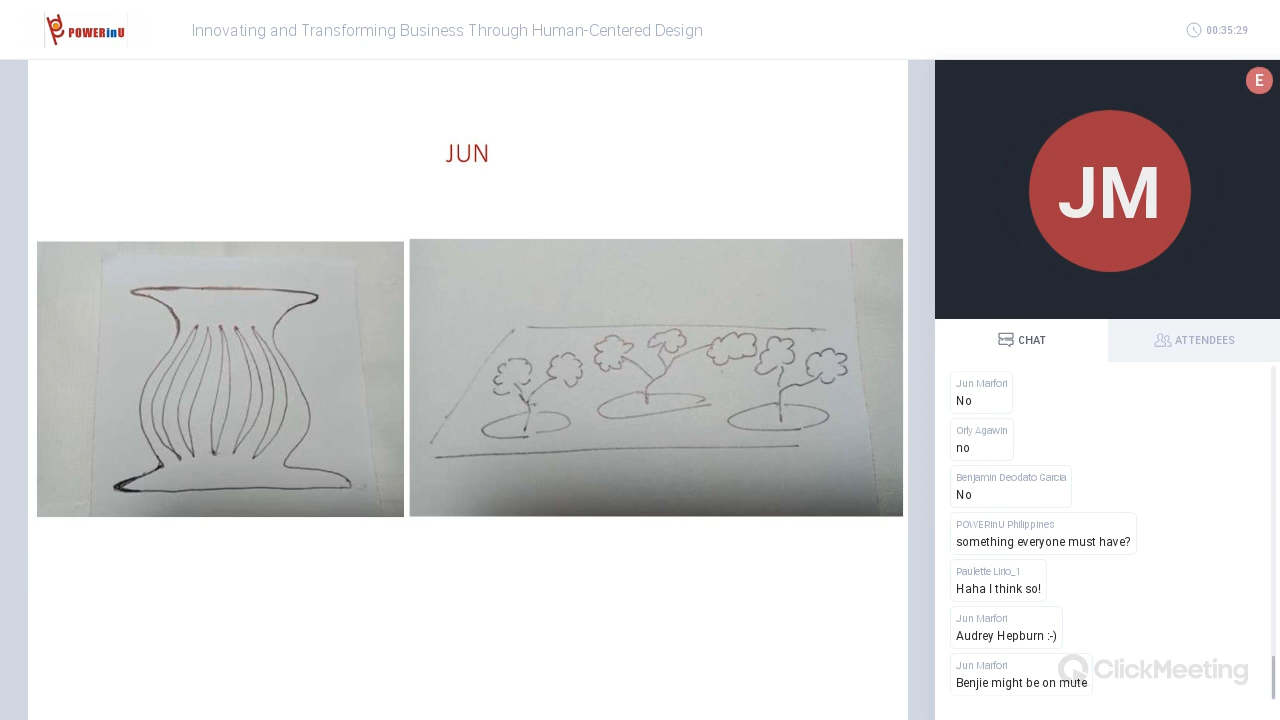 POWERinU
Innovating and Transforming Business Through Human-Centered Design
00:35:29
JUN
E
JM
CHAT
ATTENDEES
Jun Marfori
No
Orly Agawin
no
Benjamin Deodato Garcia
No
POWERinU Philippines
something everyone must have?
Paulette Lirio_1
Haha I think so!
Jun Marfori
Audrey Hepburn :-)
Jun Marfori
Benjie might be on mute
ClickMeeting